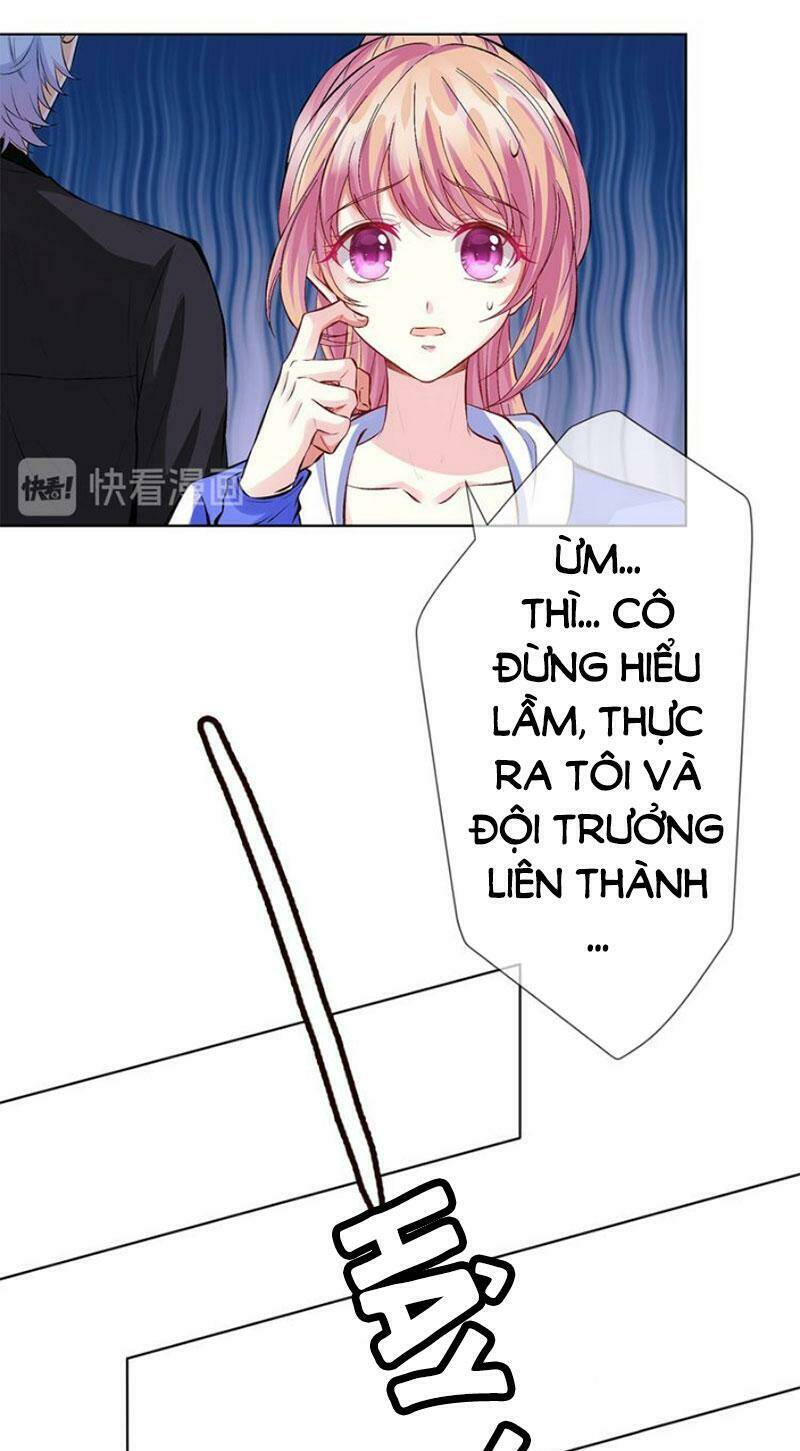 快看! 快看漫画
ỪM...
THÌ... CÔ
ĐỪNG HIỂU
LẦM, THỰC
RA TÔI VÀ
ĐỘI TRƯỞNG
LIÊN THÀNH
...
HÁY